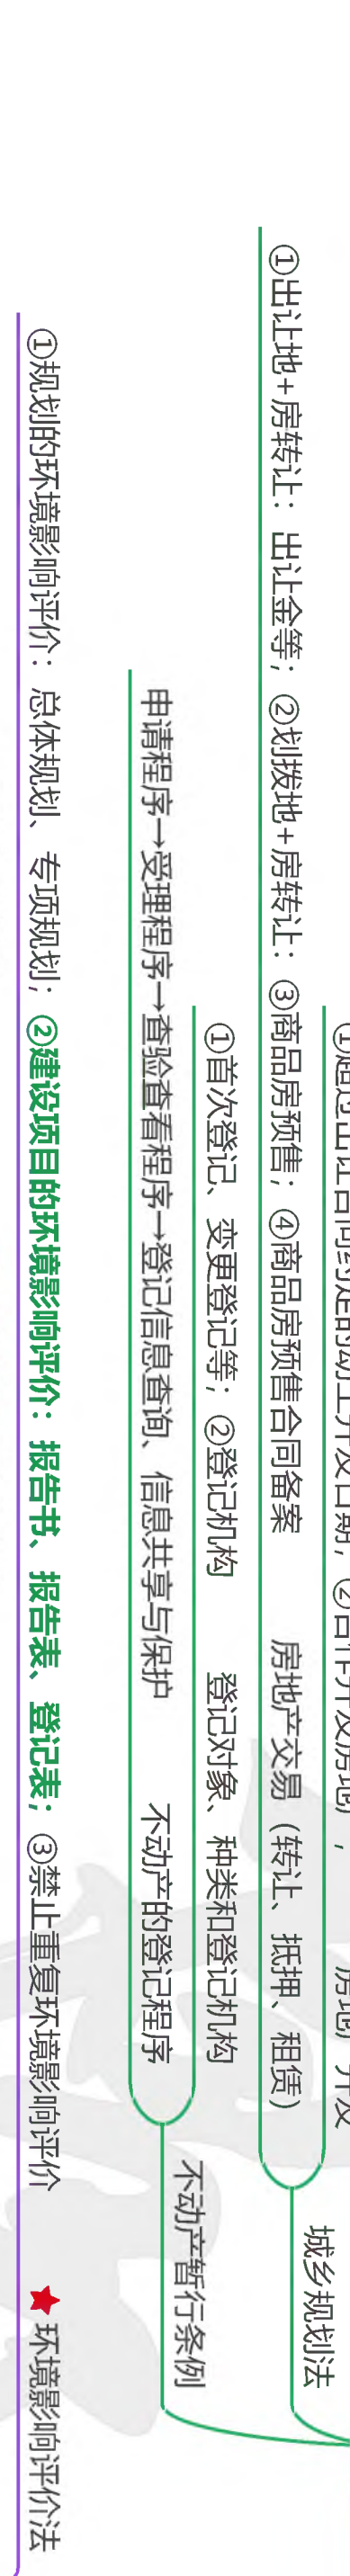 ①出让地+房转让：出让金等；②划拨地+房转让：③商品房预售；④商品房预售合同备案
房地产交易（转让、抵押、租赁）
城乡规划法
①首次登记、变更登记等；②登记机构
登记对象、种类和登记机构
申请程序→受理程序→查验查看程序→登记信息查询、信息共享与保护
不动产的登记程序
不动产暂行条例
①规划的环境影响评价：总体规划、专项规划；②建设项目的环境影响评价：报告书、报告表、登记表；③禁止重复环境影响评价
环境影响评价法